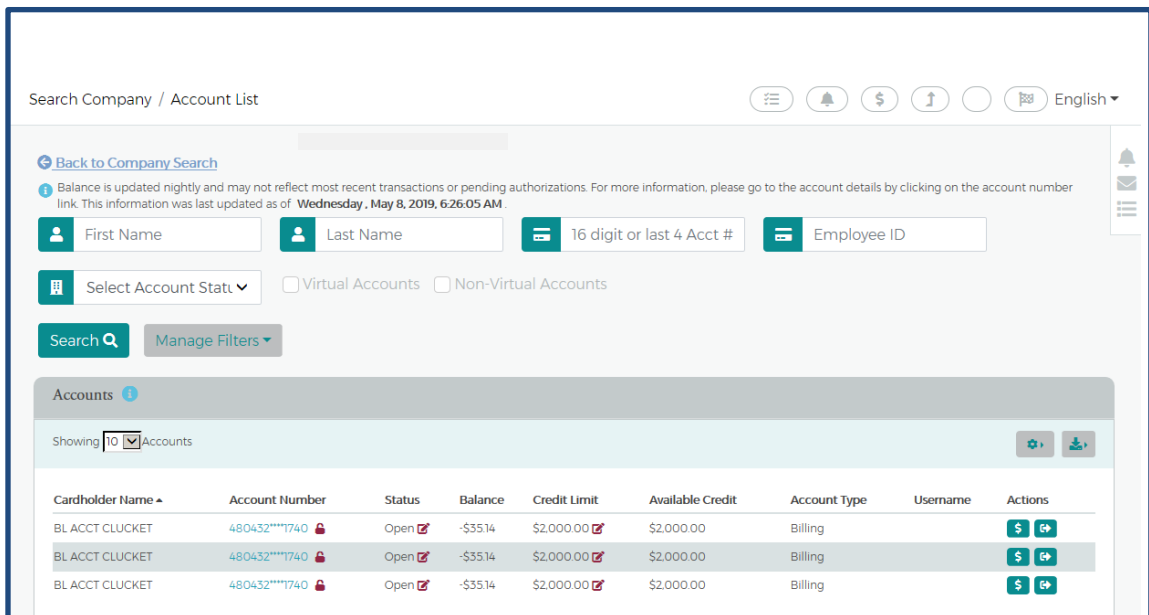 Search Company / Account List
English
Back to Company Search
Balance is updated nightly and may not reflect most recent transactions or pending authorizations. For more information, please go to the account details by clicking on the account number
link. This information was last updated as of Wednesday , May 8, 2019, 6:26:05 AM .
First Name Last Name 16 digit or last 4 Acct # Employee ID
Select Account Statu Virtual Accounts Non-Virtual Accounts
Search Manage Filters
Accounts
Showing 10 Accounts
Cardholder Name Account Number Status Balance Credit Limit Available Credit Account Type Username Actions
BL ACCT CLUCKET 480432****1740 Open -$35.14 $2,000.00 $2,000.00 Billing $
BL ACCT CLUCKET 480432****1740 Open -$35.14 $2,000.00 $2,000.00 Billing $
BL ACCT CLUCKET 480432****1740 Open -$35.14 $2,000.00 $2,000.00 Billing $